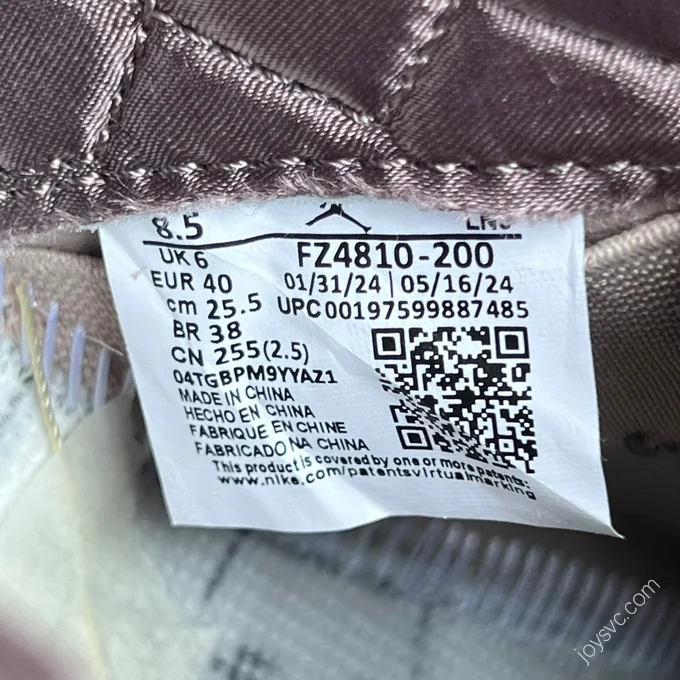 8.5
UK 6
EUR 40
cm 25.5
BR 38
CN 255(2.5)
04TGBPM9YYAZ1
FZ4810-200
01/31/24 | 05/16/24
UPC00197599887485
MADE IN CHINA
HECHO EN CHINA
FABRIQUE EN CHINE
FABRICADO NA CHINA
This product is covered by one or more patents:
www.nike.com/patentsvirtualmarking
joysvc.com